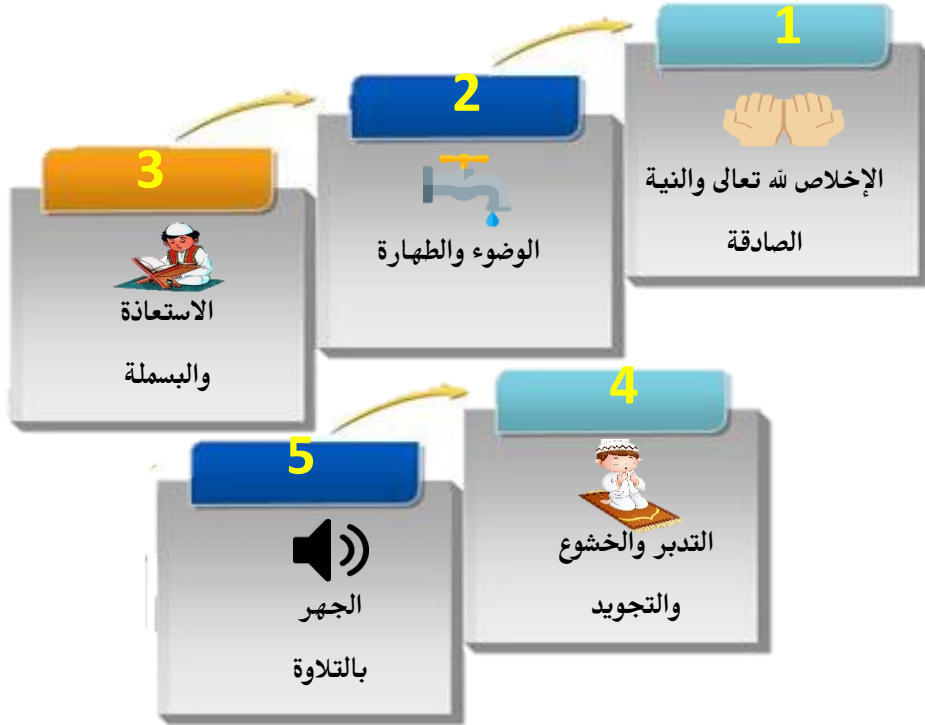 1
الإخلاص لله تعالى والنية
الصادقة
2
الوضوء والطهارة
3
الاستعاذة
والبسملة
4
التدبر والخشوع
والتجويد
5
الجهر
بالتلاوة